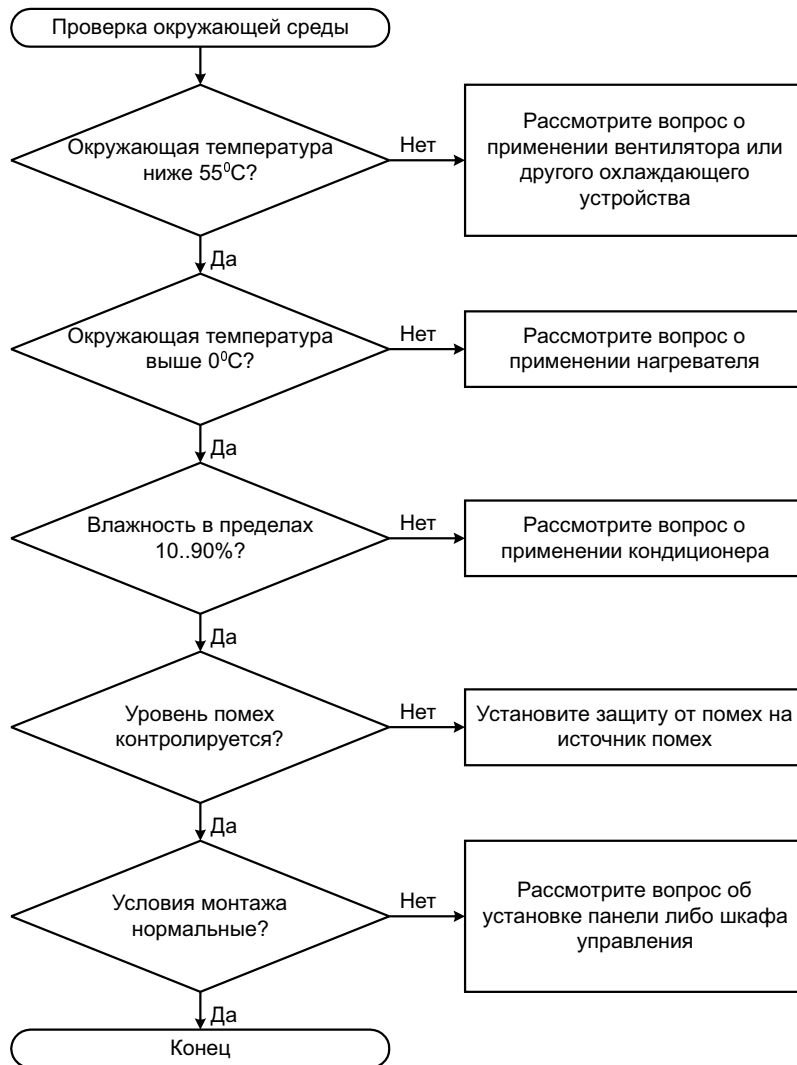 Проверка окружающей среды
Окружающая температура
ниже 55⁰C?
Нет
Рассмотрите вопрос о
применении вентилятора или
другого охлаждающего
устройства
Да
Окружающая температура
выше 0⁰C?
Нет
Рассмотрите вопрос о
применении нагревателя
Да
Влажность в пределах
10..90%?
Нет
Рассмотрите вопрос о
применении кондиционера
Да
Уровень помех
контролируется?
Нет
Установите защиту от помех на
источник помех
Да
Условия монтажа
нормальные?
Нет
Рассмотрите вопрос об
установке панели либо шкафа
управления
Да
Конец